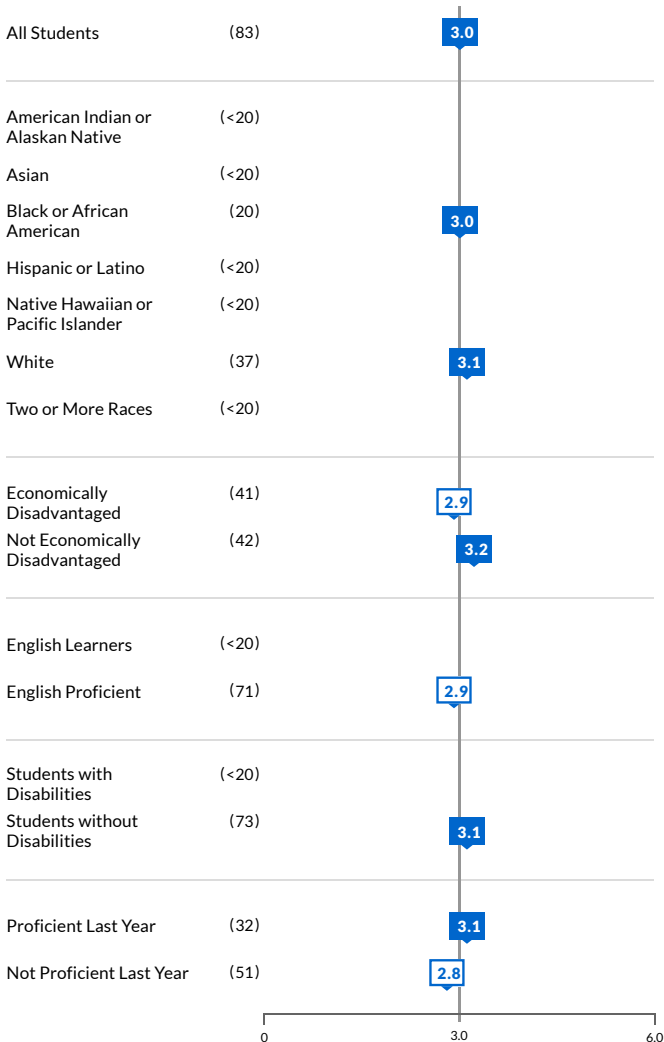 All Students (83) 3.0
American Indian or (<20)
Alaskan Native
Asian (<20)
Black or African (20) 3.0
American
Hispanic or Latino (<20)
Native Hawaiian or (<20)
Pacific Islander
White (37) 3.1
Two or More Races (<20)
Economically (41) 2.9
Disadvantaged
Not Economically (42) 3.2
Disadvantaged
English Learners (<20)
English Proficient (71) 2.9
Students with (<20)
Disabilities
Students without (73) 3.1
Disabilities
Proficient Last Year (32) 3.1
Not Proficient Last Year (51) 2.8
0 3.0 6.0